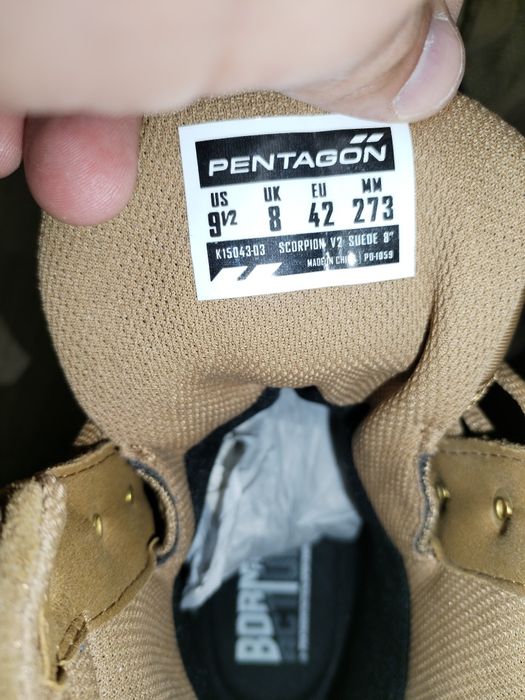 PENTAGON
US UK EU MM
9½ 8 42 273
K15043-03 SCORPION V2 SUEDE 8"
MADE IN CHINA PO-1059
BORN